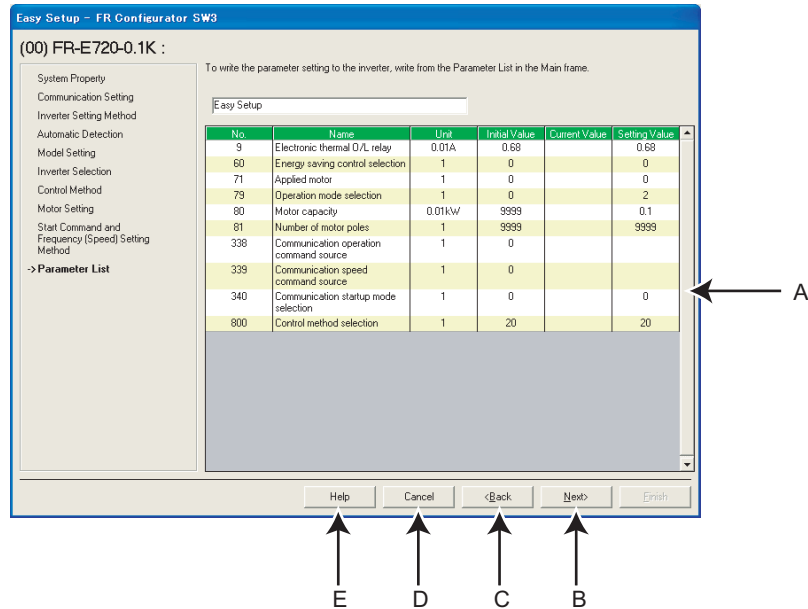 Easy Setup - FR Configurator SW3
(00) FR-E720-0.1K :
System Property
Communication Setting
Inverter Setting Method
Automatic Detection
Model Setting
Inverter Selection
Control Method
Motor Setting
Start Command and
Frequency (Speed) Setting
Method
->Parameter List
To write the parameter setting to the inverter, write from the Parameter List in the Main frame.
Easy Setup
No. Name Unit Initial Value Current Value Setting Value
9 Electronic thermal O/L relay 0.01A 0.68 0.68
60 Energy saving control selection 1 0 0
71 Applied motor 1 0 0
79 Operation mode selection 1 0 2
80 Motor capacity 0.01kW 9999 0.1
81 Number of motor poles 1 9999 9999
338 Communication operation 1 0
command source
339 Communication speed 1 0
command source
340 Communication startup mode 1 0 0
selection
800 Control method selection 1 20 20
A
Help Cancel <Back Next> Finish
E D C B